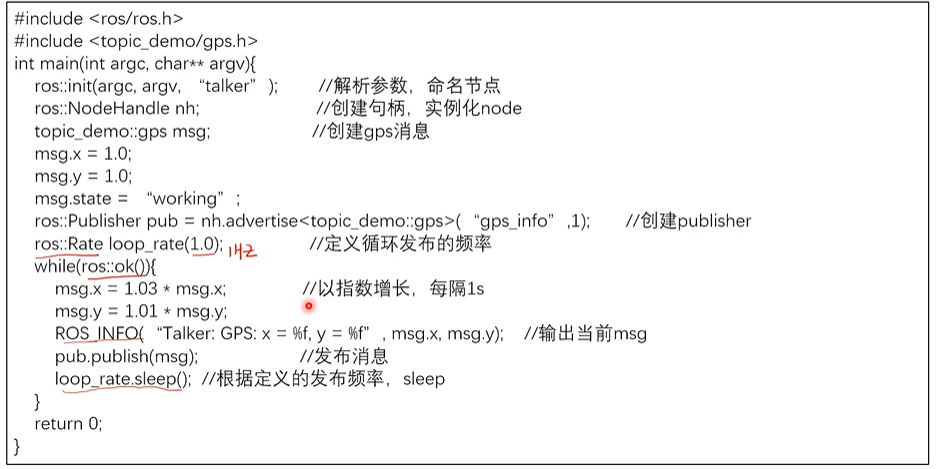 #include <ros/ros.h>
#include <topic_demo/gps.h>
int main(int argc, char** argv){
ros::init(argc, argv, “talker”); //解析参数，命名节点
ros::NodeHandle nh; //创建句柄，实例化node
topic_demo::gps msg; //创建gps消息
msg.x = 1.0;
msg.y = 1.0;
msg.state = “working”;
ros::Publisher pub = nh.advertise<topic_demo::gps>(“gps_info”,1); //创建publisher
ros::Rate loop_rate(1.0); 1HZ //定义循环发布的频率
while(ros::ok()){
msg.x = 1.03 * msg.x; //以指数增长，每隔1s
msg.y = 1.01 * msg.y;
ROS_INFO(“Talker: GPS: x = %f, y = %f”, msg.x, msg.y); //输出当前msg
pub.publish(msg); //发布消息
loop_rate.sleep(); //根据定义的发布频率，sleep
}
return 0;
}